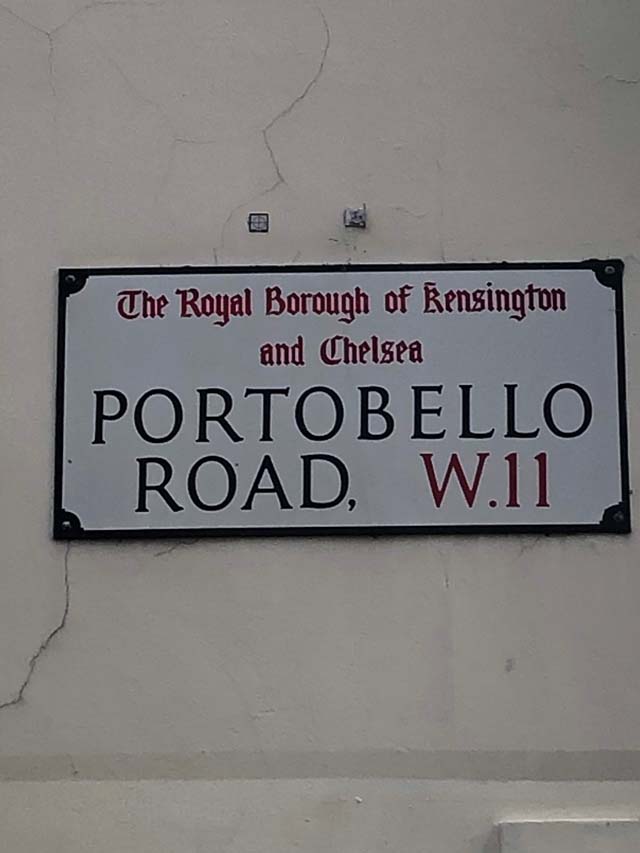 The Royal Borough of Kensington
and Chelsea
PORTOBELLO
ROAD, W.11